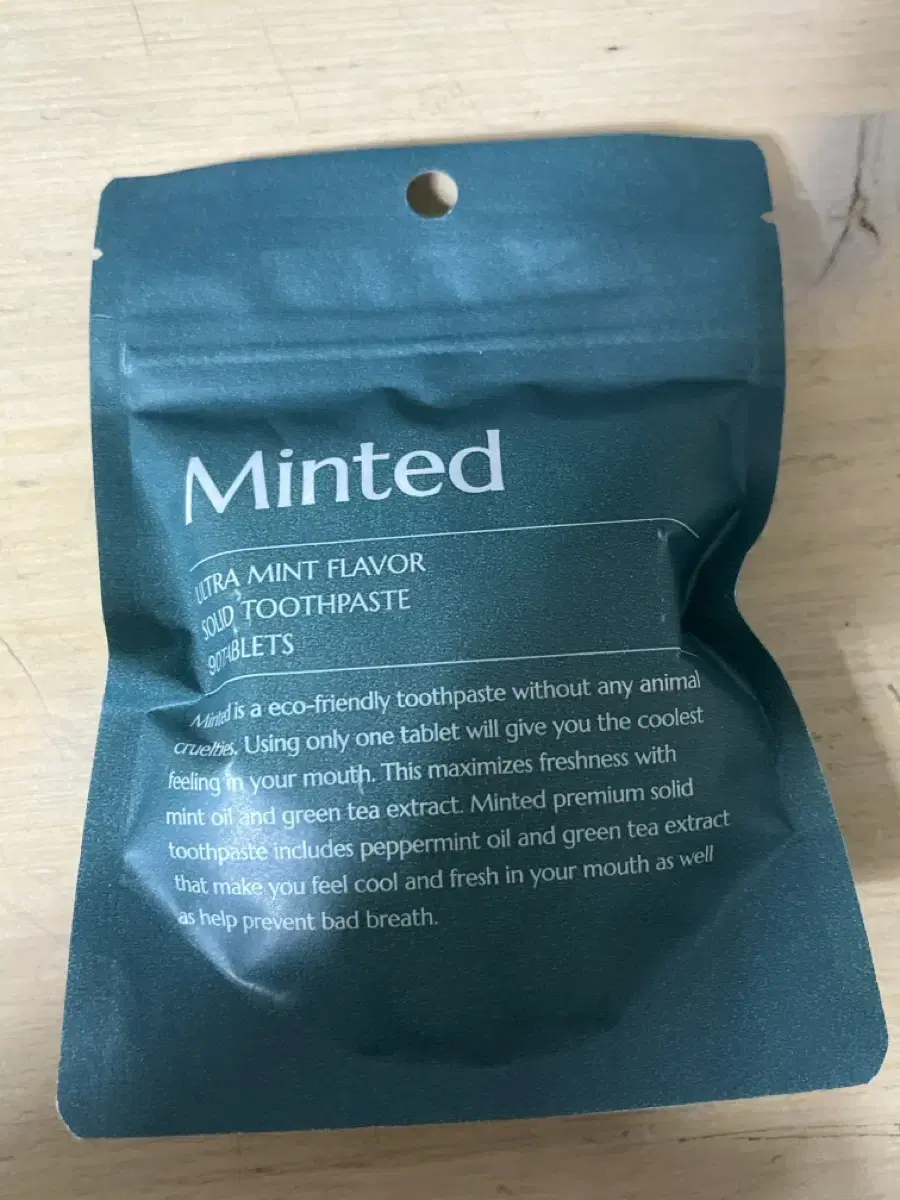 Minted
ULTRA MINT FLAVOR
SOLID TOOTHPASTE
90TABLETS
Minted is a eco-friendly toothpaste without any animal
cruelties. Using only one tablet will give you the coolest
feeling in your mouth. This maximizes freshness with
mint oil and green tea extract. Minted premium solid
toothpaste includes peppermint oil and green tea extract
that make you feel cool and fresh in your mouth as well
as help prevent bad breath.